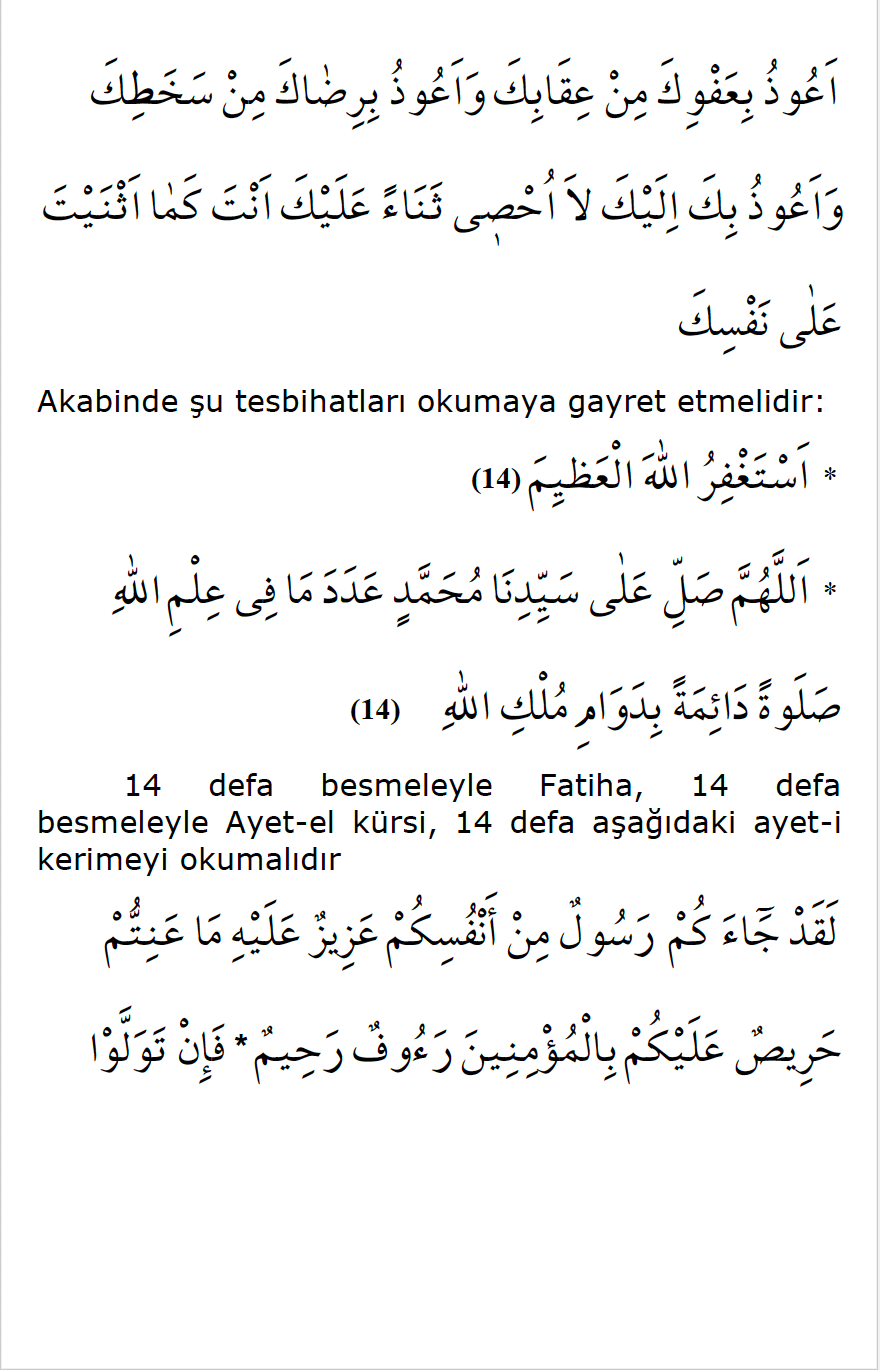 اَعُوذُ بِعَفْوِكَ مِنْ عِقَابِكَ وَاَعُوذُ بِرِضٰاكَ مِنْ سَخَطِكَ
وَاَعُوذُ بِكَ اِلَيْكَ لاَ اُحْصٖى ثَنَاءً عَلَيْكَ اَنْتَ كَمٰا اَثْنَيْتَ
عَلٰى نَفْسِكَ
Akabinde şu tesbihatları okumaya gayret etmelidir:
* اَسْتَغْفِرُ اللّٰهَ الْعَظيِمَ (14)
* اَللَّهُمَّ صَلِّ عَلٰى سَيِّدِنَا مُحَمَّدٍ عَدَدَ مَا فِى عِلْمِ اللّٰهِ
صَلَوةً دَائِمَةً بِدَوَامِ مُلْكِ اللّٰهِ (14)
14 defa besmeleyle Fatiha, 14 defa
besmeleyle Ayet-el kürsi, 14 defa aşağıdaki ayet-i
kerimeyi okumalıdır
لَقَدْ جَٓاءَ كُمْ رَسُولٌ مِنْ أَنْفُسِكُمْ عَزِيزٌ عَلَيْهِ مَا عَنِتُّمْ
حَرِيصٌ عَلَيْكُمْ بِالْمُؤْمِنِينَ رَءُوفٌ رَحِيمٌ * فَإِنْ تَوَلَّوْا